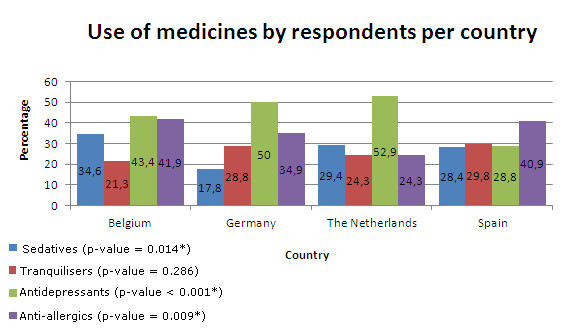 Use of medicines by respondents per country
Percentage
60
50
40
30
20
10
0
34,6
21,3
43,4
41,9
17,8
28,8
50
34,9
29,4
24,3
52,9
24,3
28,4
29,8
28,8
40,9
Belgium
Germany
The Netherlands
Spain
Country
Sedatives (p-value = 0.014*)
Tranquilisers (p-value = 0.286)
Antidepressants (p-value < 0.001*)
Anti-allergics (p-value = 0.009*)